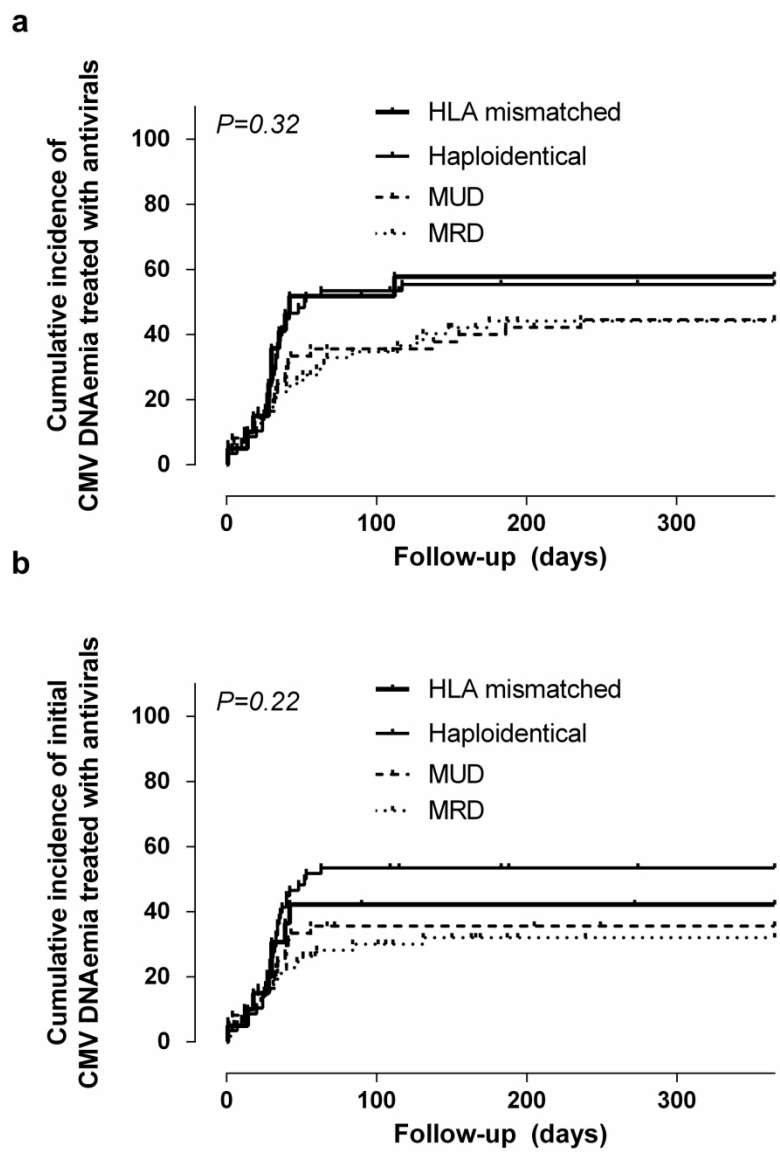 a
Cumulative incidence of
CMV DNAemia treated with antivirals
P=0.32
HLA mismatched
Haploidentical
MUD
MRD
100
80
60
40
20
0
0 100 200 300
Follow-up (days)
b
Cumulative incidence of initial
CMV DNAemia treated with antivirals
P=0.22
HLA mismatched
Haploidentical
MUD
MRD
100
80
60
40
20
0
0 100 200 300
Follow-up (days)